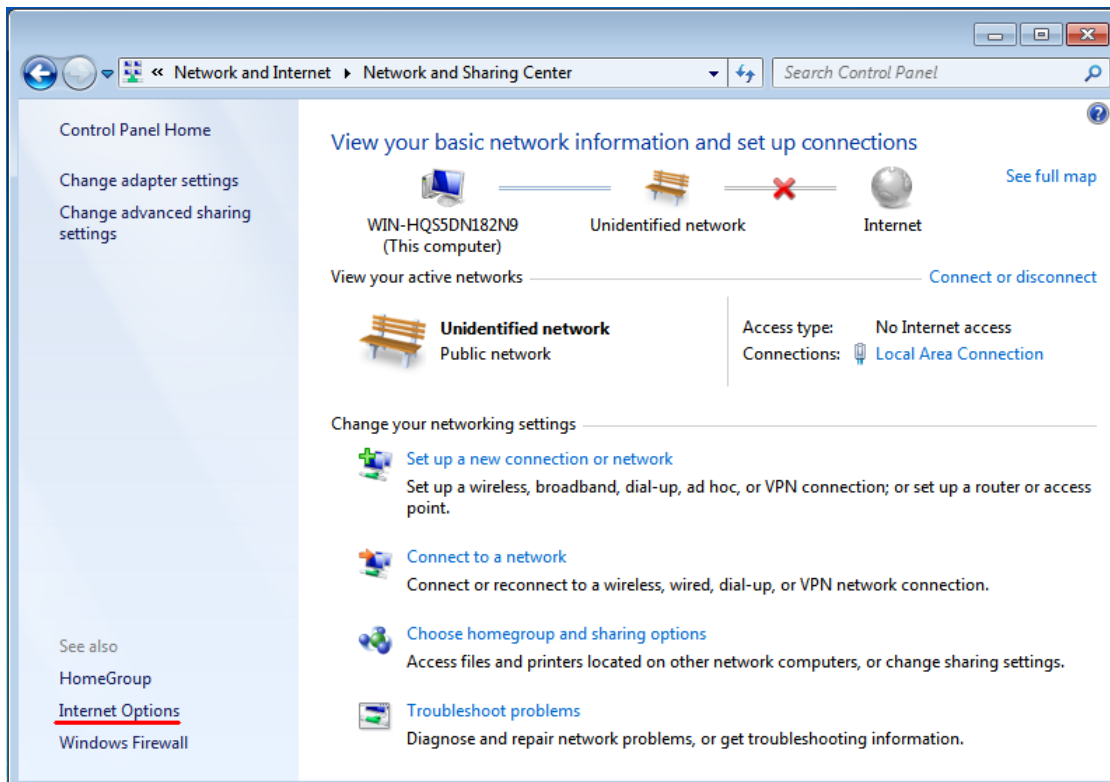 « Network and Internet Network and Sharing Center
Search Control Panel
Control Panel Home
Change adapter settings
Change advanced sharing
settings
View your basic network information and set up connections
See full map
WIN-HQS5DN182N9
(This computer)
Unidentified network
Internet
View your active networks
Connect or disconnect
Unidentified network
Public network
Access type: No Internet access
Connections: Local Area Connection
Change your networking settings
Set up a new connection or network
Set up a wireless, broadband, dial-up, ad hoc, or VPN connection; or set up a router or access
point.
Connect to a network
Connect or reconnect to a wireless, wired, dial-up, or VPN network connection.
Choose homegroup and sharing options
Access files and printers located on other network computers, or change sharing settings.
Troubleshoot problems
Diagnose and repair network problems, or get troubleshooting information.
See also
HomeGroup
Internet Options
Windows Firewall